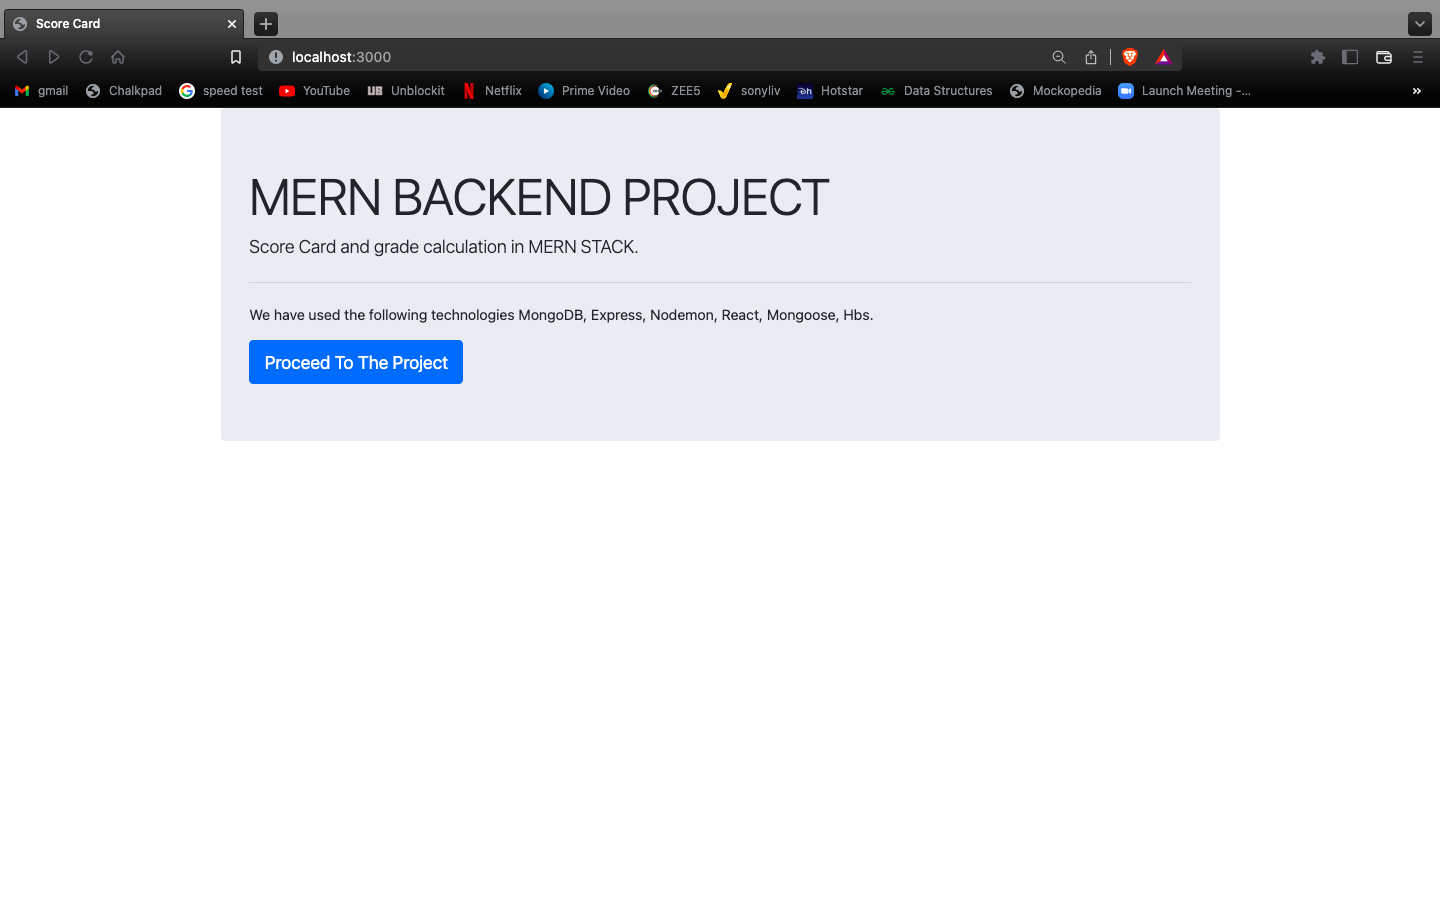 Score Card
localhost:3000
gmail Chalkpad speed test YouTube UB Unblockit Netflix Prime Video ZEE5 sonyliv Hotstar Data Structures Mockopedia Launch Meeting -...
MERN BACKEND PROJECT
Score Card and grade calculation in MERN STACK.
We have used the following technologies MongoDB, Express, Nodemon, React, Mongoose, Hbs.
Proceed To The Project